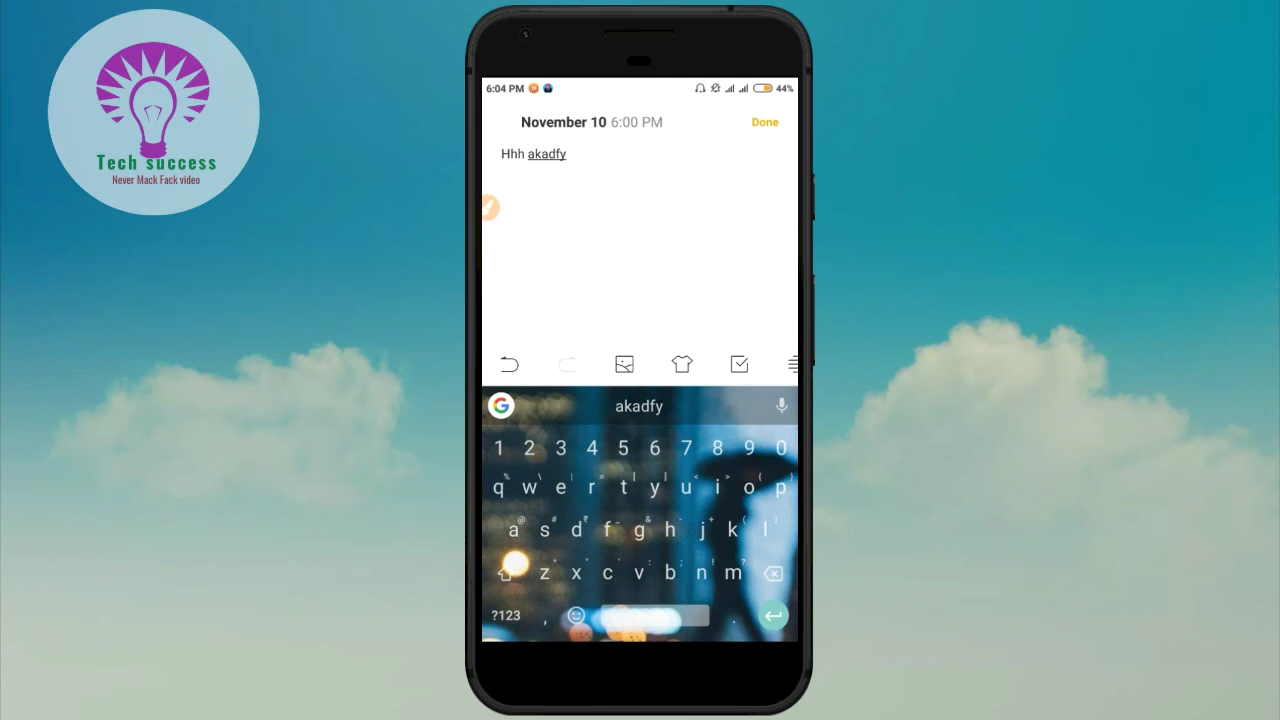 Tech success
Never Mack Fack video
6:04 PM 44%
November 10 6:00 PM Done
Hhh akadfy
G akadfy
1 2 3 4 5 6 7 8 9 0
q w e r t y u i o p
a s d f g h j k l
z x c v b n m
?123 , .